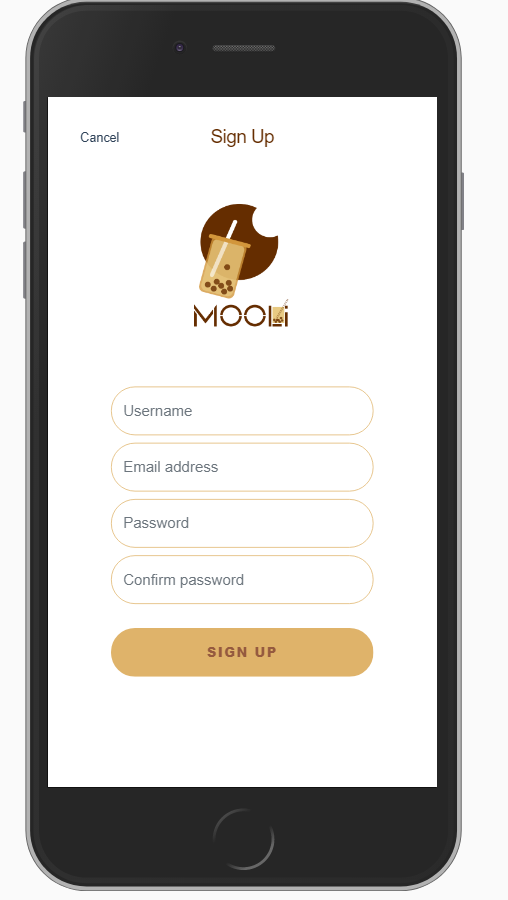 Cancel
Sign Up
MOOLi
Username
Email address
Password
Confirm password
SIGN UP